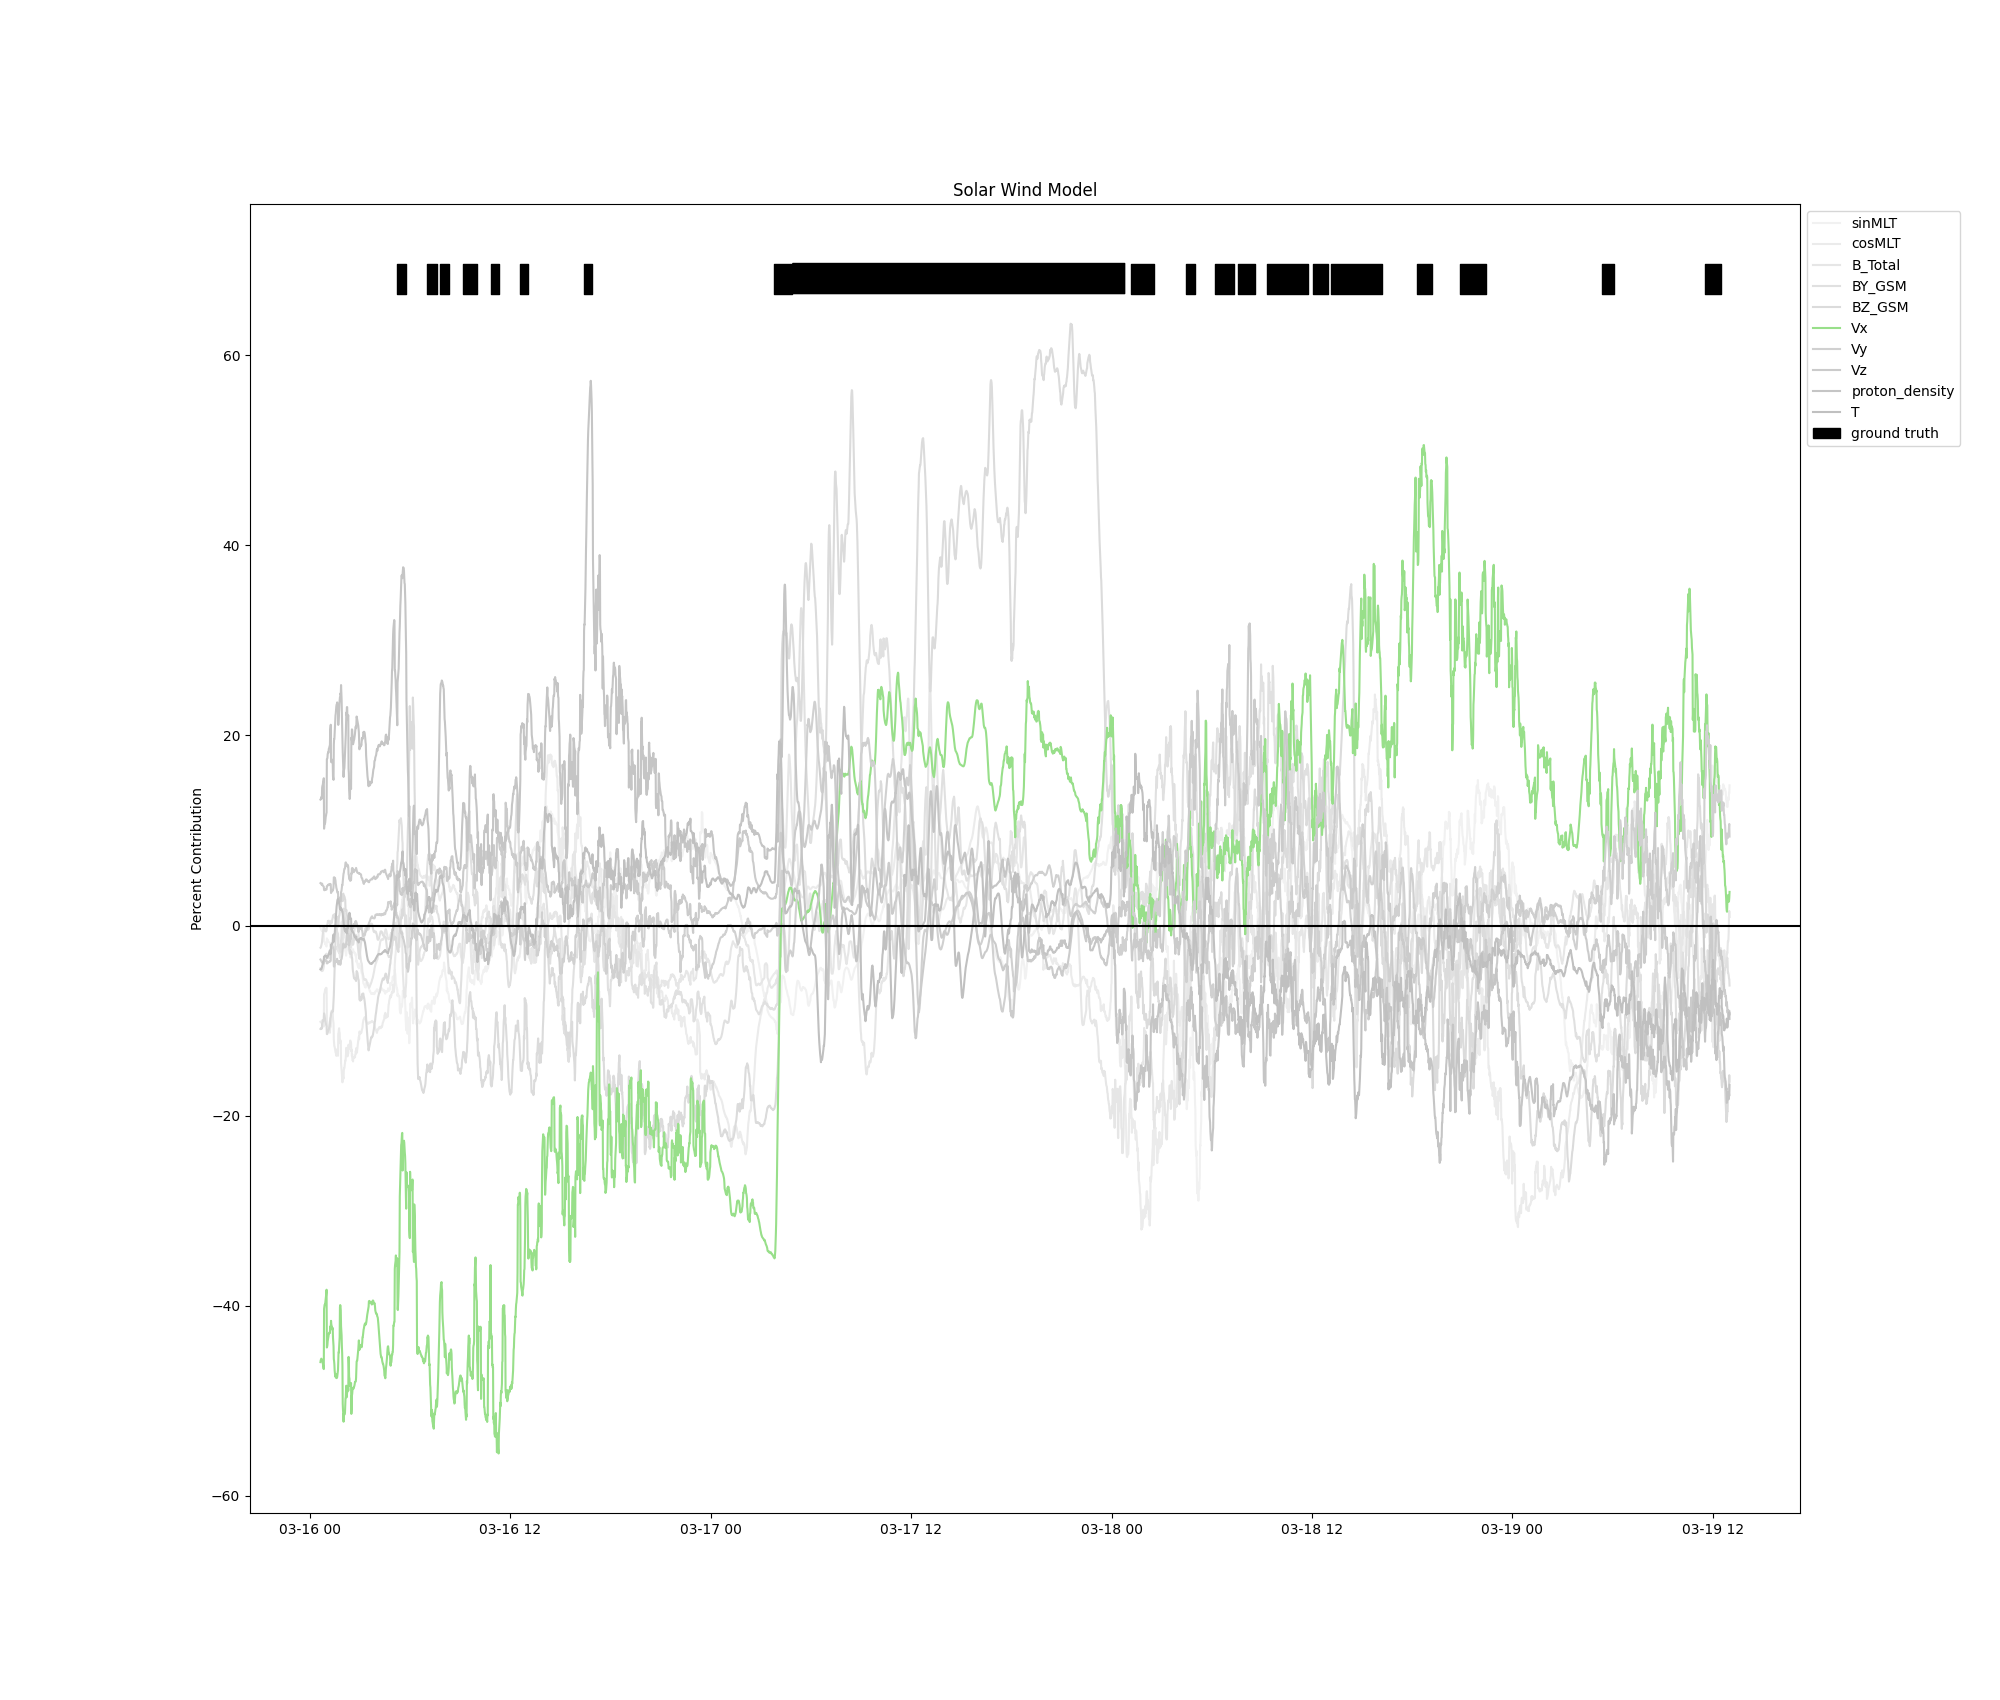 Solar Wind Model
sinMLT
cosMLT
B_Total
BY_GSM
BZ_GSM
Vx
Vy
Vz
proton_density
T
ground truth
Percent Contribution
60
40
20
0
−20
−40
−60
03-16 00
03-16 12
03-17 00
03-17 12
03-18 00
03-18 12
03-19 00
03-19 12